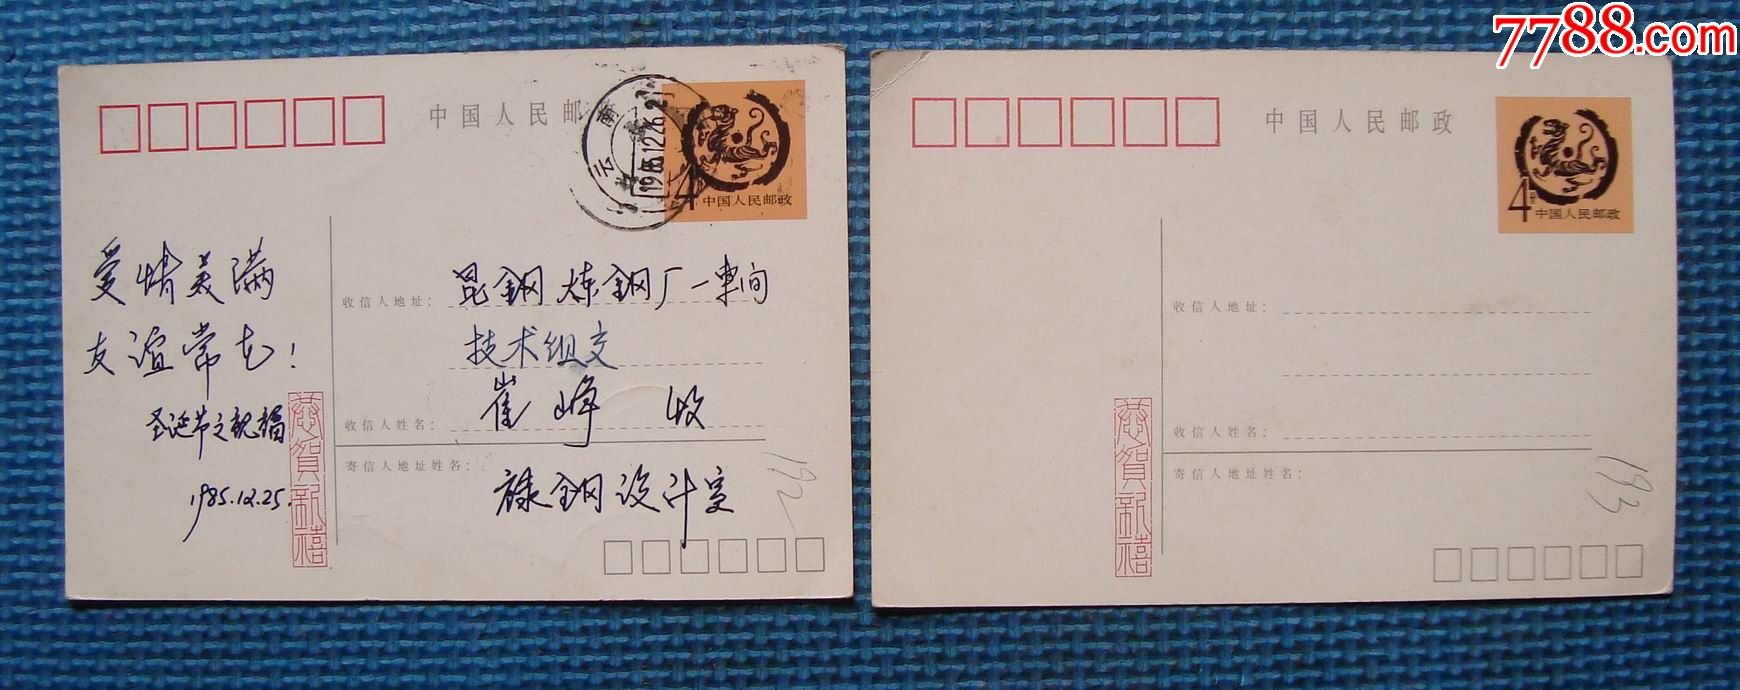 7788.com
中国人民邮
云南
1985.12.26.21
4
中国人民邮政
爱情美满
友谊常在!
圣诞节之祝福
1985.12.25.
恭贺新禧
收信人地址:
昆钢炼钢厂一车间
技术组交
收信人姓名:
崔峰 收
寄信人地址姓名:
禄钢设计室
192
中国人民邮政
4分
中国人民邮政
收信人地址:
收信人姓名:
寄信人地址姓名:
恭贺新禧
193